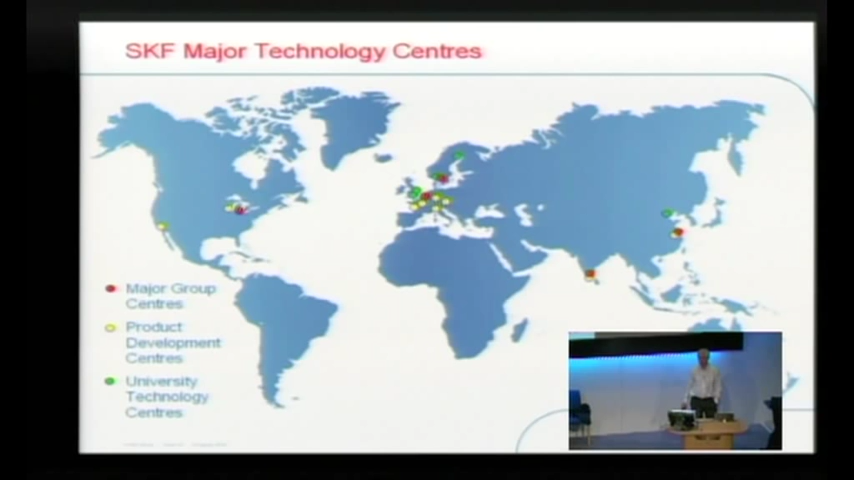 SKF Major Technology Centres
Major Group
Centres
Product
Development
Centres
University
Technology
Centres